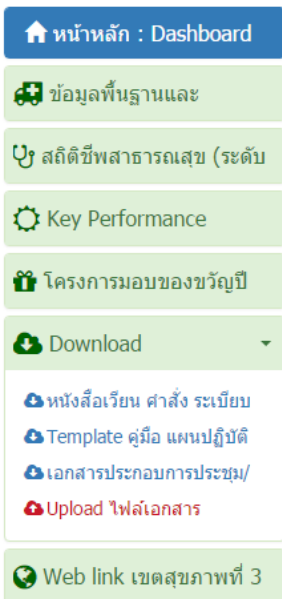 หน้าหลัก : Dashboard
ข้อมูลพื้นฐานและ
สถิติชีพสาธารณสุข (ระดับ
Key Performance
โครงการมอบของขวัญปี
Download
หนังสือเวียน คำสั่ง ระเบียบ
Template คู่มือ แผนปฏิบัติ
เอกสารประกอบการประชุม/
Upload ไฟล์เอกสาร
Web link เขตสุขภาพที่ 3